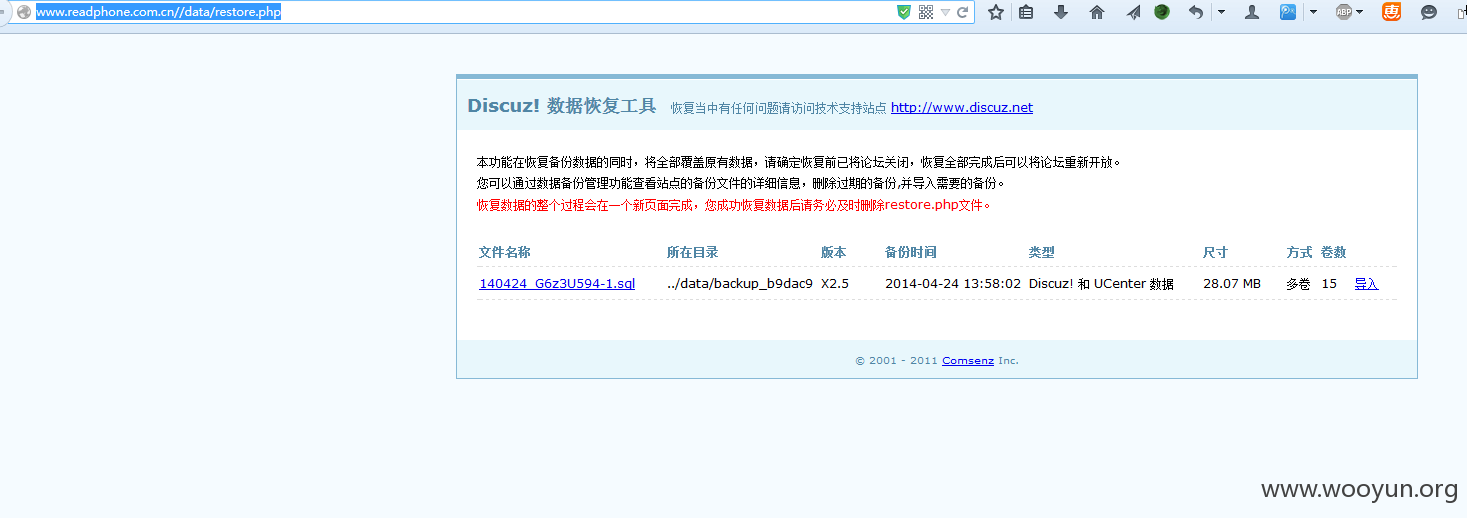 www.readphone.com.cn//data/restore.php
ABP
惠
Discuz! 数据恢复工具 恢复当中有任何问题请访问技术支持站点 http://www.discuz.net
本功能在恢复备份数据的同时，将全部覆盖原有数据，请确定恢复前已将论坛关闭，恢复全部完成后可以将论坛重新开放。
您可以通过数据备份管理功能查看站点的备份文件的详细信息，删除过期的备份,并导入需要的备份。
恢复数据的整个过程会在一个新页面完成，您成功恢复数据后请务必及时删除restore.php文件。
文件名称 所在目录 版本 备份时间 类型 尺寸 方式 卷数
140424_G6z3U594-1.sql ../data/backup_b9dac9 X2.5 2014-04-24 13:58:02 Discuz! 和 UCenter 数据 28.07 MB 多卷 15 导入
© 2001 - 2011 Comsenz Inc.
www.wooyun.org